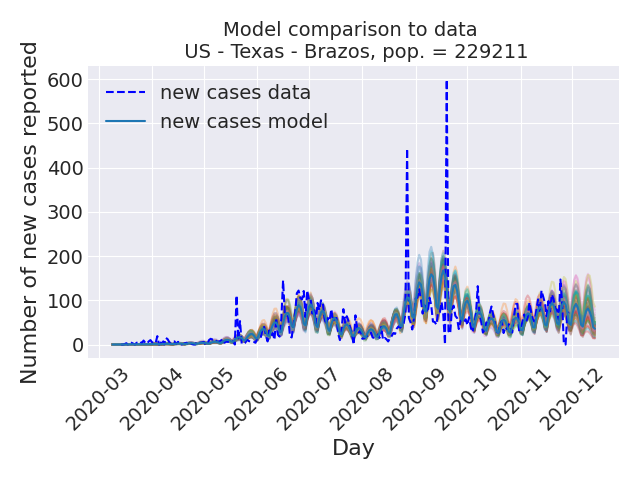 Model comparison to data
US - Texas - Brazos, pop. = 229211
Number of new cases reported
600
500
400
300
200
100
0
new cases data
new cases model
2020-03
2020-04
2020-05
2020-06
2020-07
2020-08
2020-09
2020-10
2020-11
2020-12
Day